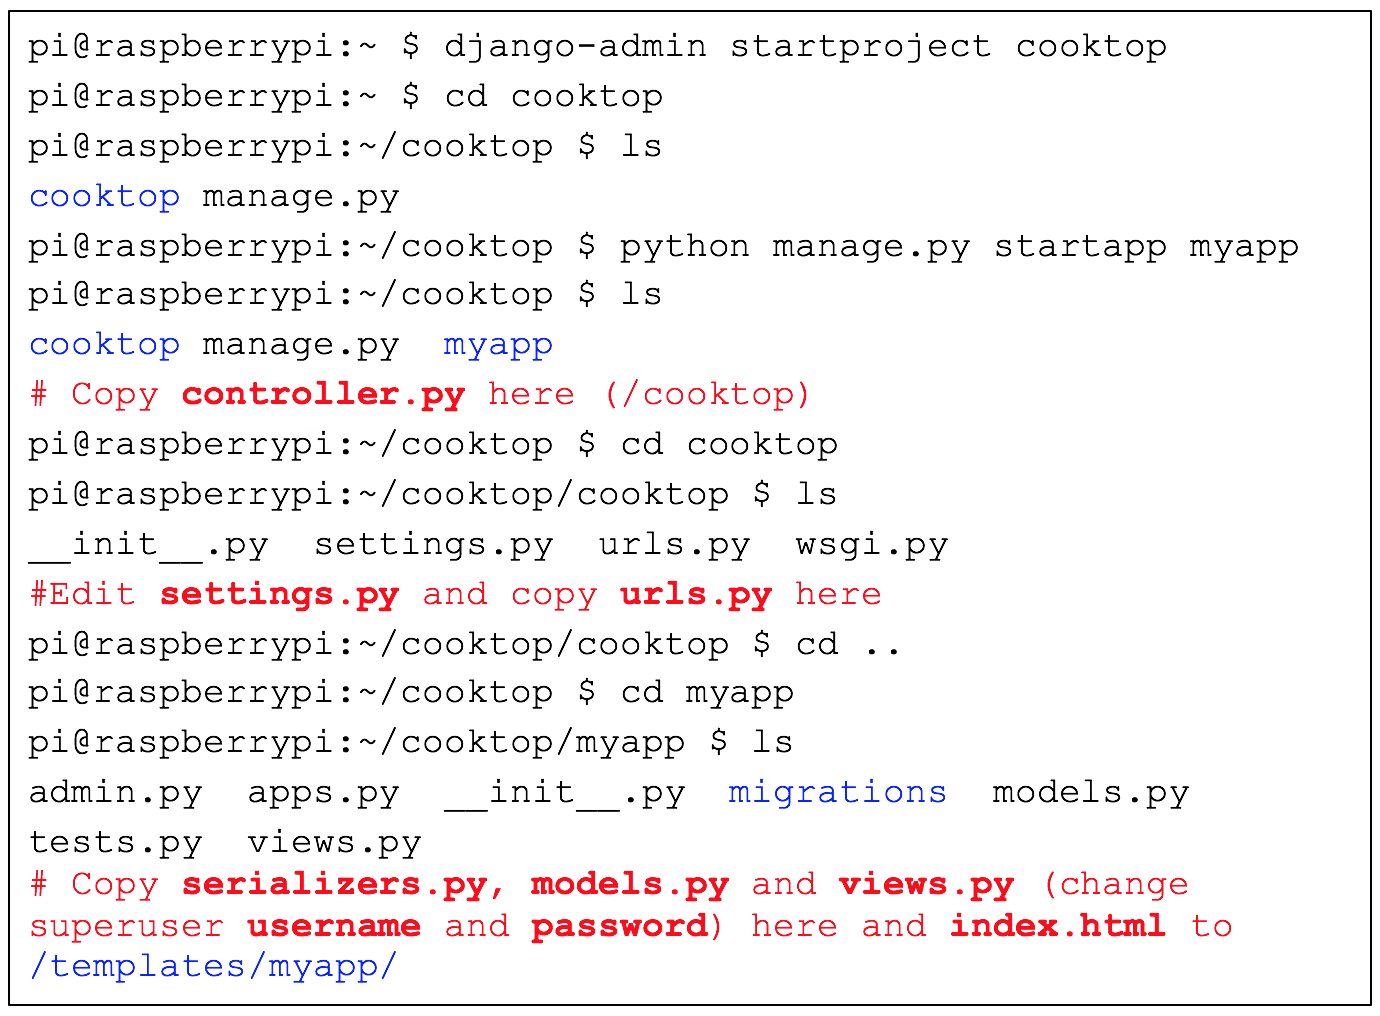 pi@raspberrypi:~ $ django-admin startproject cooktop
pi@raspberrypi:~ $ cd cooktop
pi@raspberrypi:~/cooktop $ ls
cooktop manage.py
pi@raspberrypi:~/cooktop $ python manage.py startapp myapp
pi@raspberrypi:~/cooktop $ ls
cooktop manage.py  myapp
# Copy controller.py here (/cooktop)
pi@raspberrypi:~/cooktop $ cd cooktop
pi@raspberrypi:~/cooktop/cooktop $ ls
__init__.py  settings.py  urls.py  wsgi.py
#Edit settings.py and copy urls.py here
pi@raspberrypi:~/cooktop/cooktop $ cd ..
pi@raspberrypi:~/cooktop $ cd myapp
pi@raspberrypi:~/cooktop/myapp $ ls
admin.py  apps.py  __init__.py  migrations  models.py
tests.py  views.py
# Copy serializers.py, models.py and views.py (change
superuser username and password) here and index.html to
/templates/myapp/